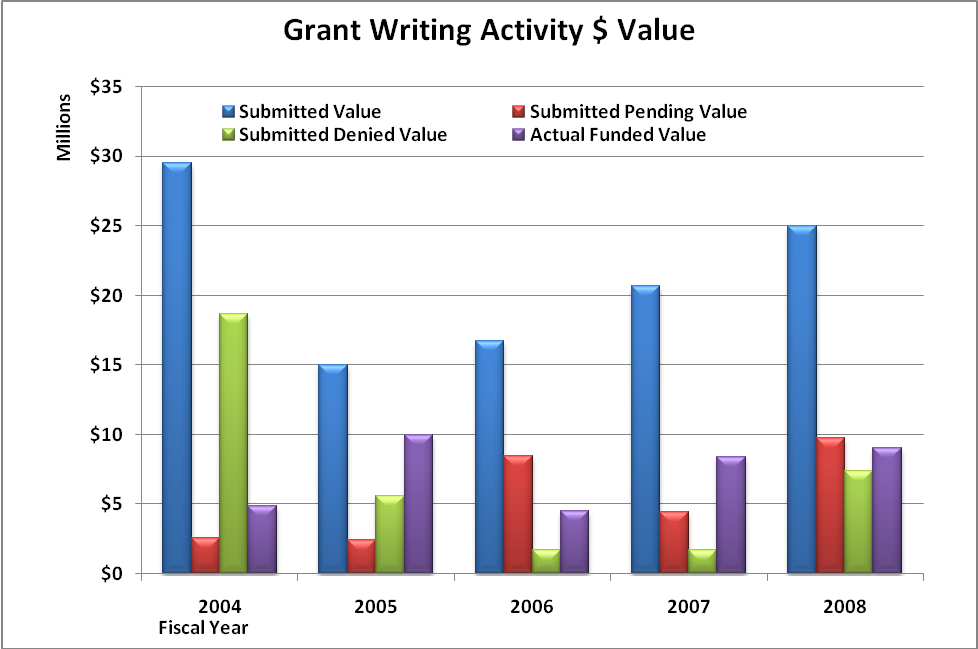 Grant Writing Activity $ Value
Millions
$35
$30
$25
$20
$15
$10
$5
$0
Submitted Value
Submitted Pending Value
Submitted Denied Value
Actual Funded Value
2004
2005
2006
2007
2008
Fiscal Year